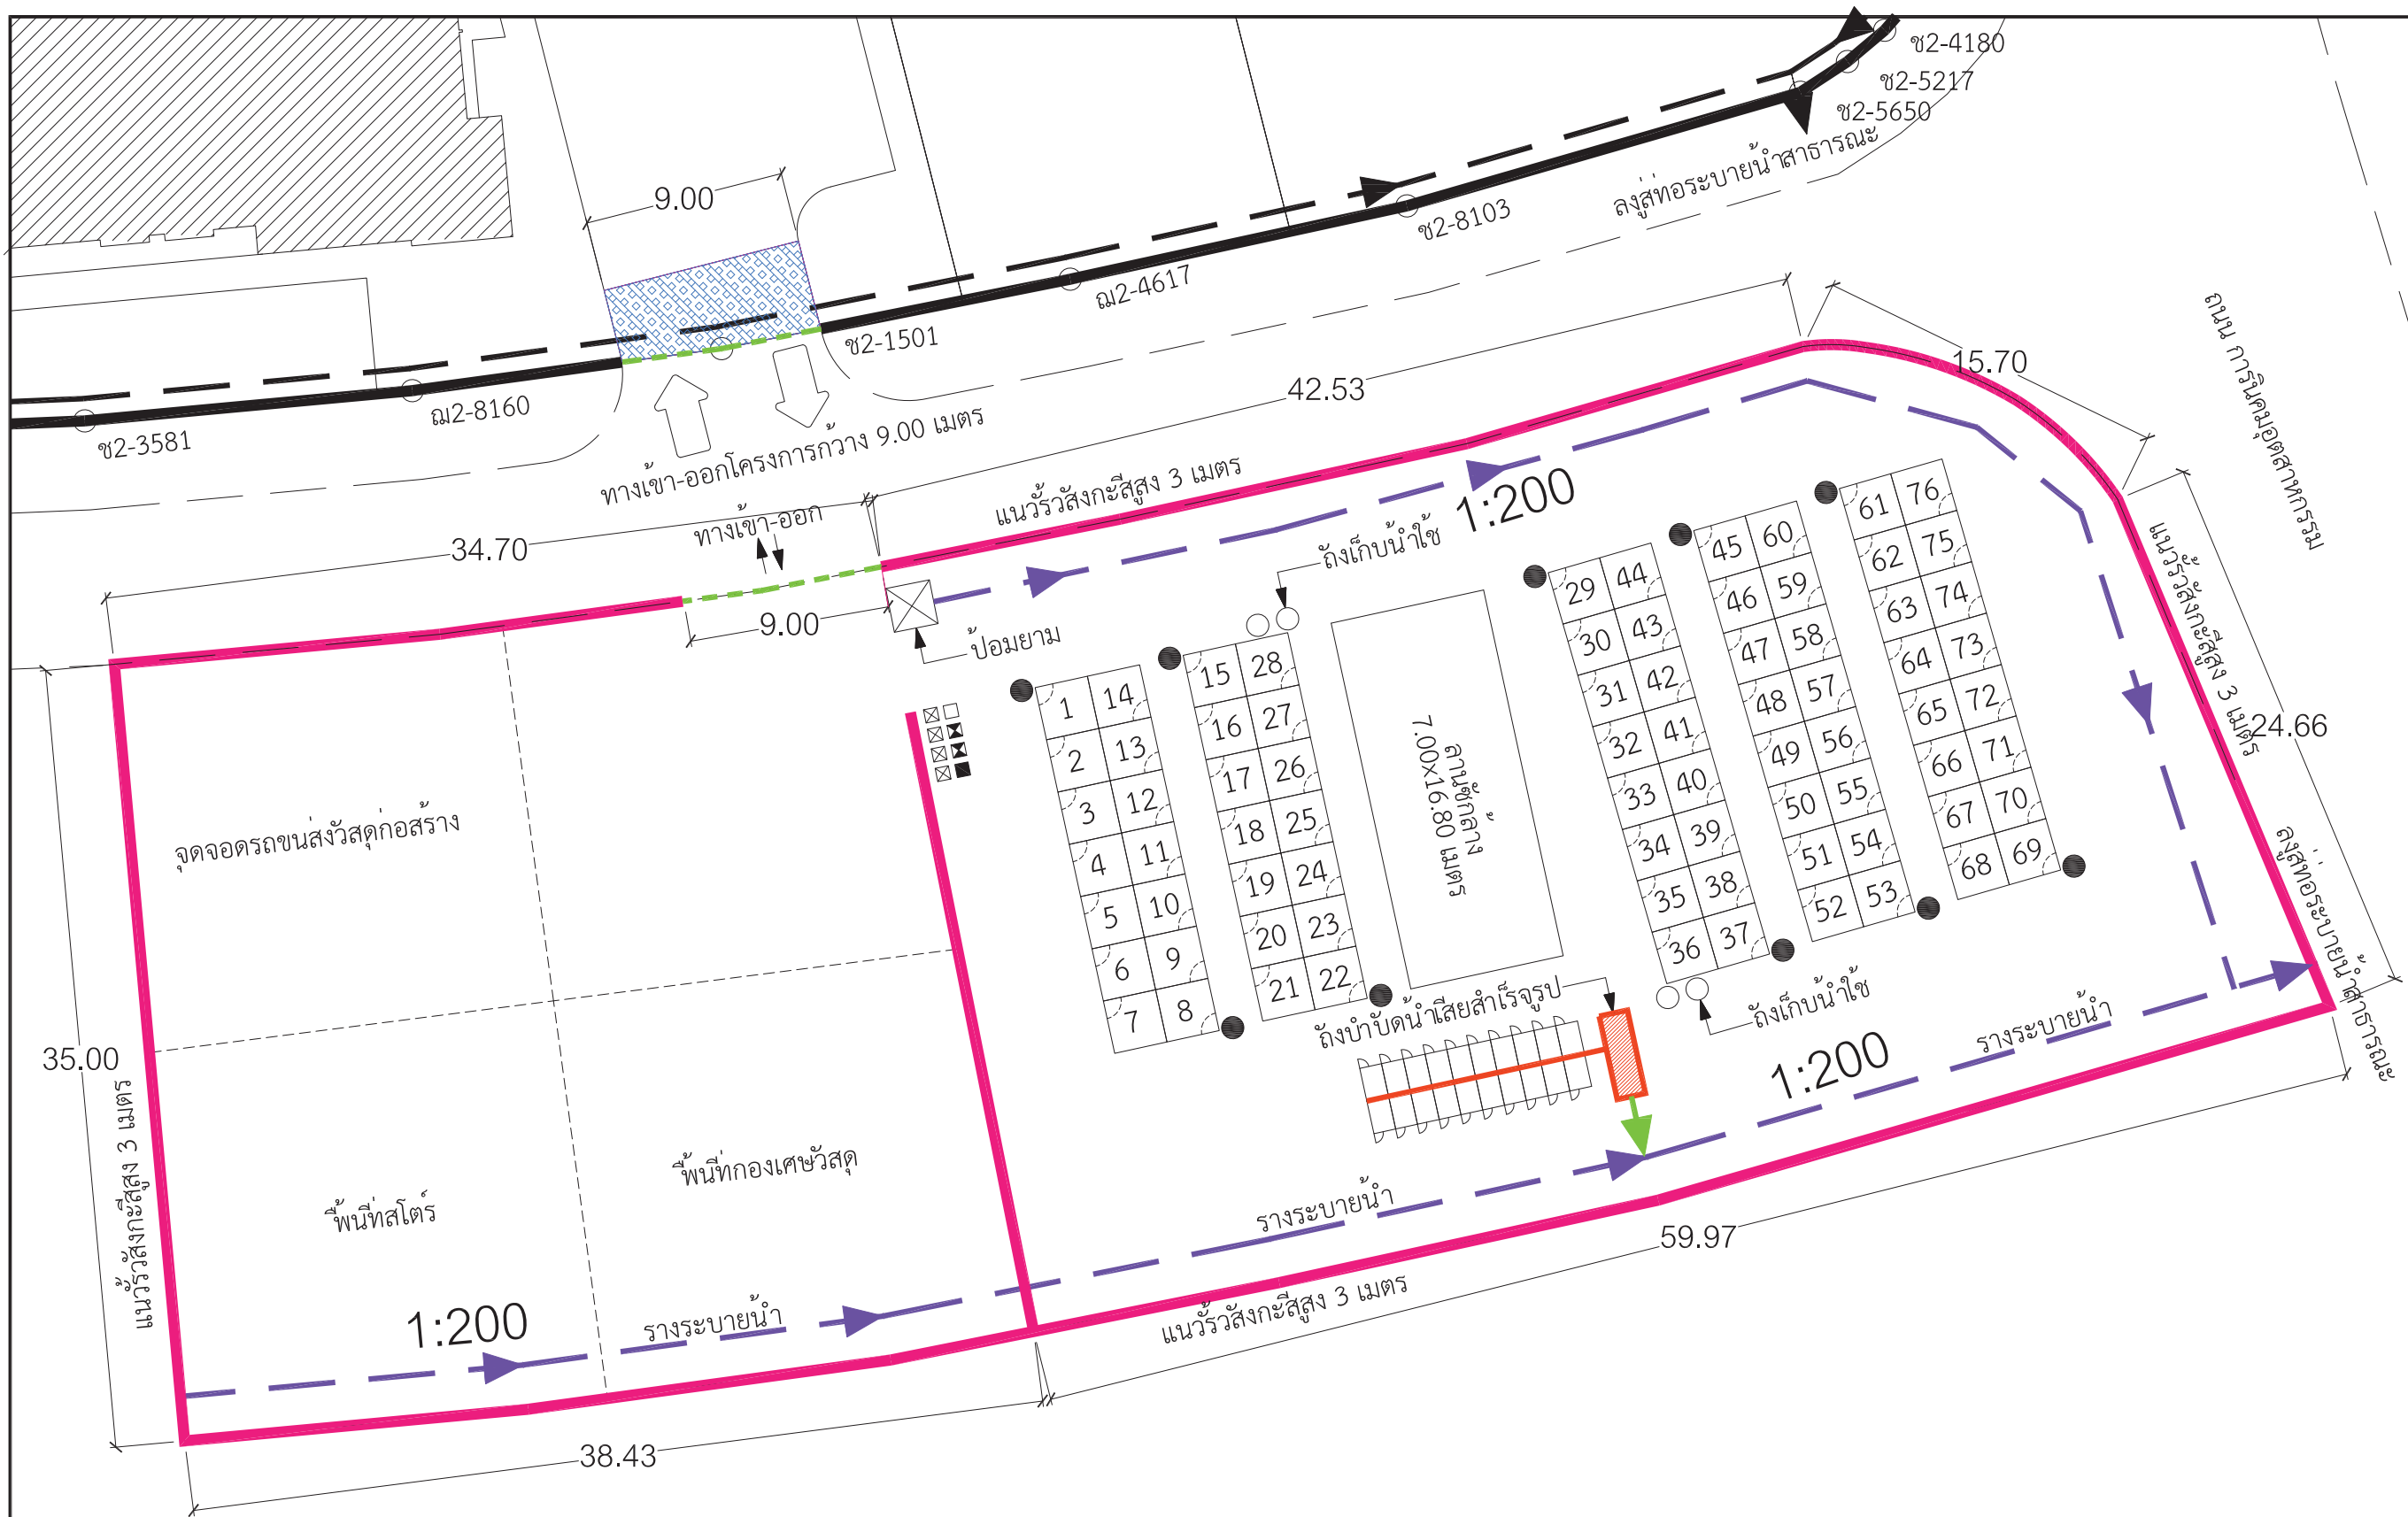 ช2-4180
ช2-5217
ช2-5650
ลงสู่ท่อระบายน้ำสาธารณะ
9.00
ช2-8103
ฌ2-4617
ช2-1501
ฌ2-8160
ช2-3581
ทางเข้า-ออกโครงการกว้าง 9.00 เมตร
42.53
15.70
ถนน การนิคมอุตสาหกรรม
34.70
ทางเข้า-ออก
แนวรั้วสังกะสีสูง 3 เมตร
ถังเก็บน้ำใช้
1:200
9.00
ป้อมยาม
แนวรั้วสังกะสีสูง 3 เมตร
24.66
1 14
2 13
3 12
4 11
5 10
6 9
7 8
15 28
16 27
17 26
18 25
19 24
20 23
21 22
ลานซักล้าง
7.00x16.80 เมตร
29 44
30 43
31 42
32 41
33 40
34 39
35 38
36 37
45 60
46 59
47 58
48 57
49 56
50 55
51 54
52 53
61 76
62 75
63 74
64 73
65 72
66 71
67 70
68 69
จุดจอดรถขนส่งวัสดุก่อสร้าง
35.00
แนวรั้วสังกะสีสูง 3 เมตร
พื้นที่สโตร์
พื้นที่กองเศษวัสดุ
ถังบำบัดน้ำเสียสำเร็จรูป
ถังเก็บน้ำใช้
1:200
รางระบายน้ำ
ลงสู่ท่อระบายน้ำสาธารณะ
รางระบายน้ำ
59.97
แนวรั้วสังกะสีสูง 3 เมตร
1:200
รางระบายน้ำ
38.43